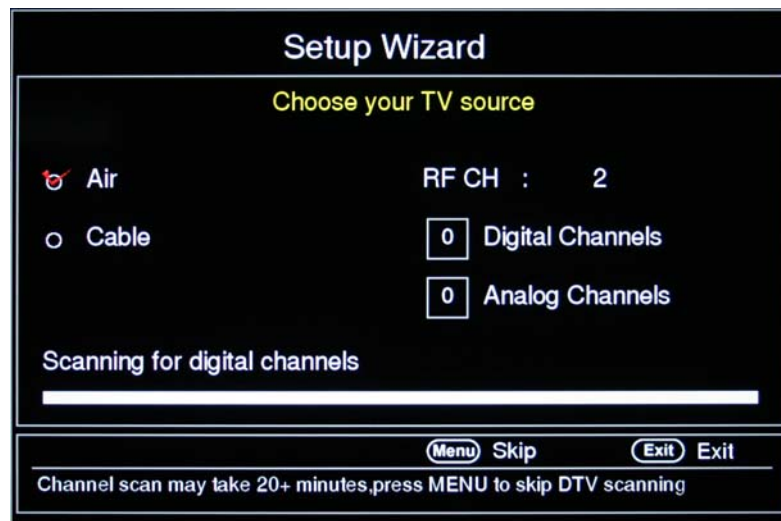 Setup Wizard
Choose your TV source
Air
RF CH : 2
Cable
0 Digital Channels
0 Analog Channels
Scanning for digital channels
Menu Skip Exit Exit
Channel scan may take 20+ minutes,press MENU to skip DTV scanning